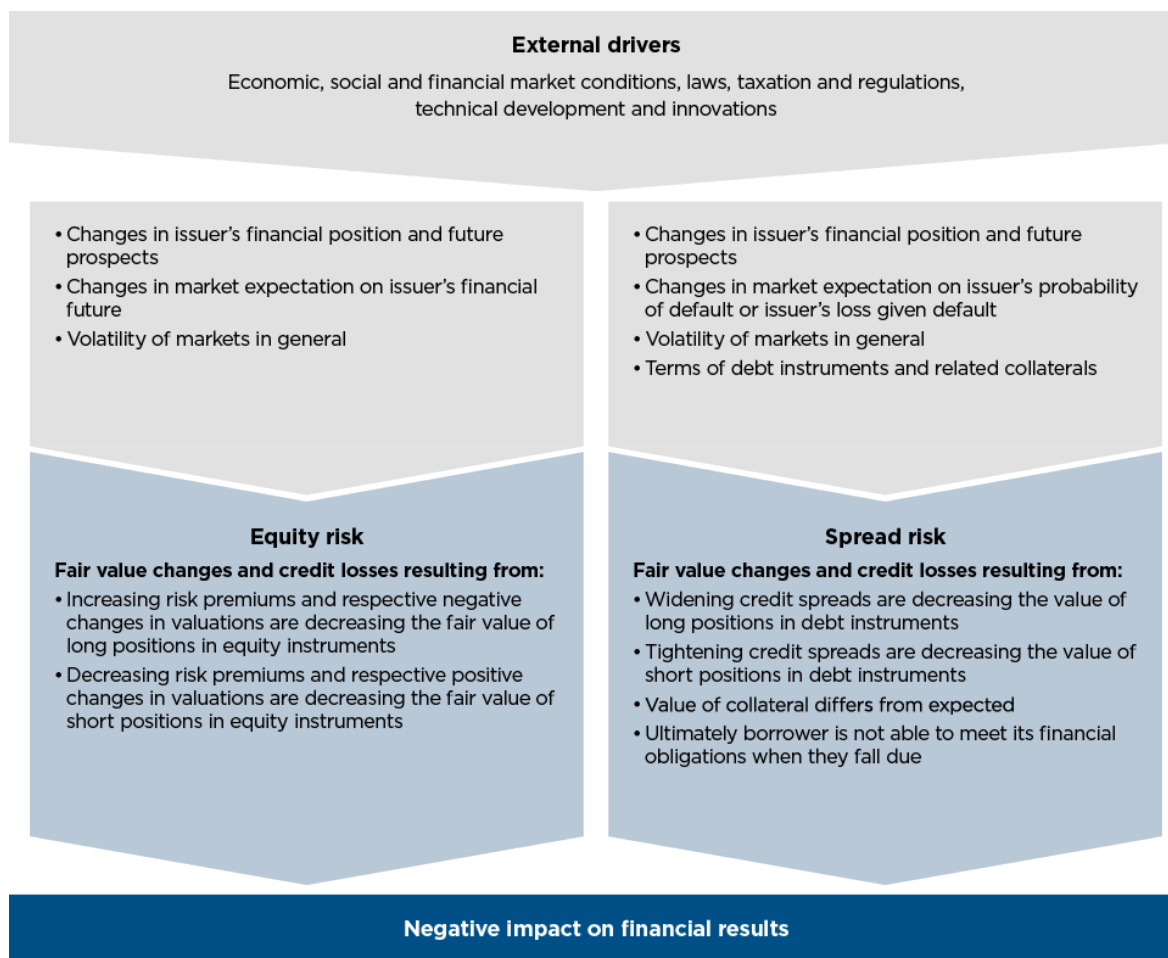 External drivers
Economic, social and financial market conditions, laws, taxation and regulations,
technical development and innovations
• Changes in issuer's financial position and future
prospects
• Changes in market expectation on issuer's financial
future
• Volatility of markets in general
• Changes in issuer's financial position and future
prospects
• Changes in market expectation on issuer's probability
of default or issuer's loss given default
• Volatility of markets in general
• Terms of debt instruments and related collaterals
Equity risk
Fair value changes and credit losses resulting from:
• Increasing risk premiums and respective negative
changes in valuations are decreasing the fair value of
long positions in equity instruments
• Decreasing risk premiums and respective positive
changes in valuations are decreasing the fair value of
short positions in equity instruments
Spread risk
Fair value changes and credit losses resulting from:
• Widening credit spreads are decreasing the value of
long positions in debt instruments
• Tightening credit spreads are decreasing the value of
short positions in debt instruments
• Value of collateral differs from expected
• Ultimately borrower is not able to meet its financial
obligations when they fall due
Negative impact on financial results